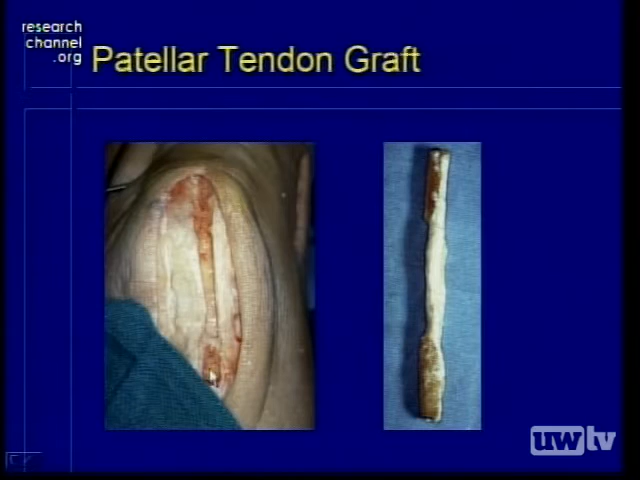 research
channel
.org
Patellar Tendon Graft
uwtv